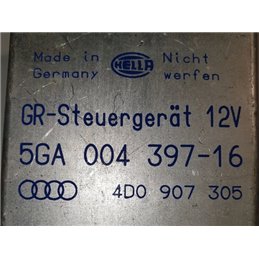 Made in HELLA Nicht
Germany werfen
GR-Steuergerät 12V
5GA 004 397-16
4D0 907 305